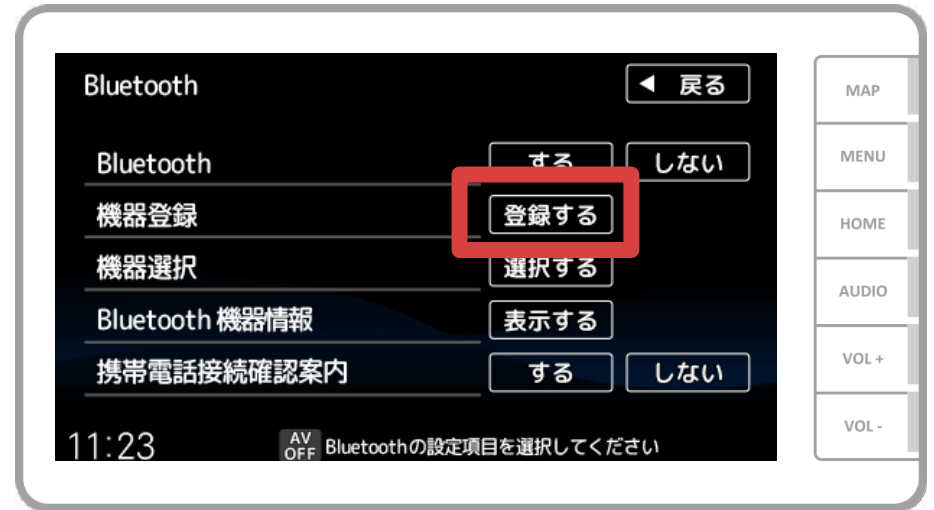 Bluetooth
◀ 戻る
Bluetooth
する
しない
機器登録
登録する
機器選択
選択する
Bluetooth 機器情報
表示する
携帯電話接続確認案内
する
しない
11:23
AV OFF
Bluetoothの設定項目を選択してください
MAP
MENU
HOME
AUDIO
VOL +
VOL -